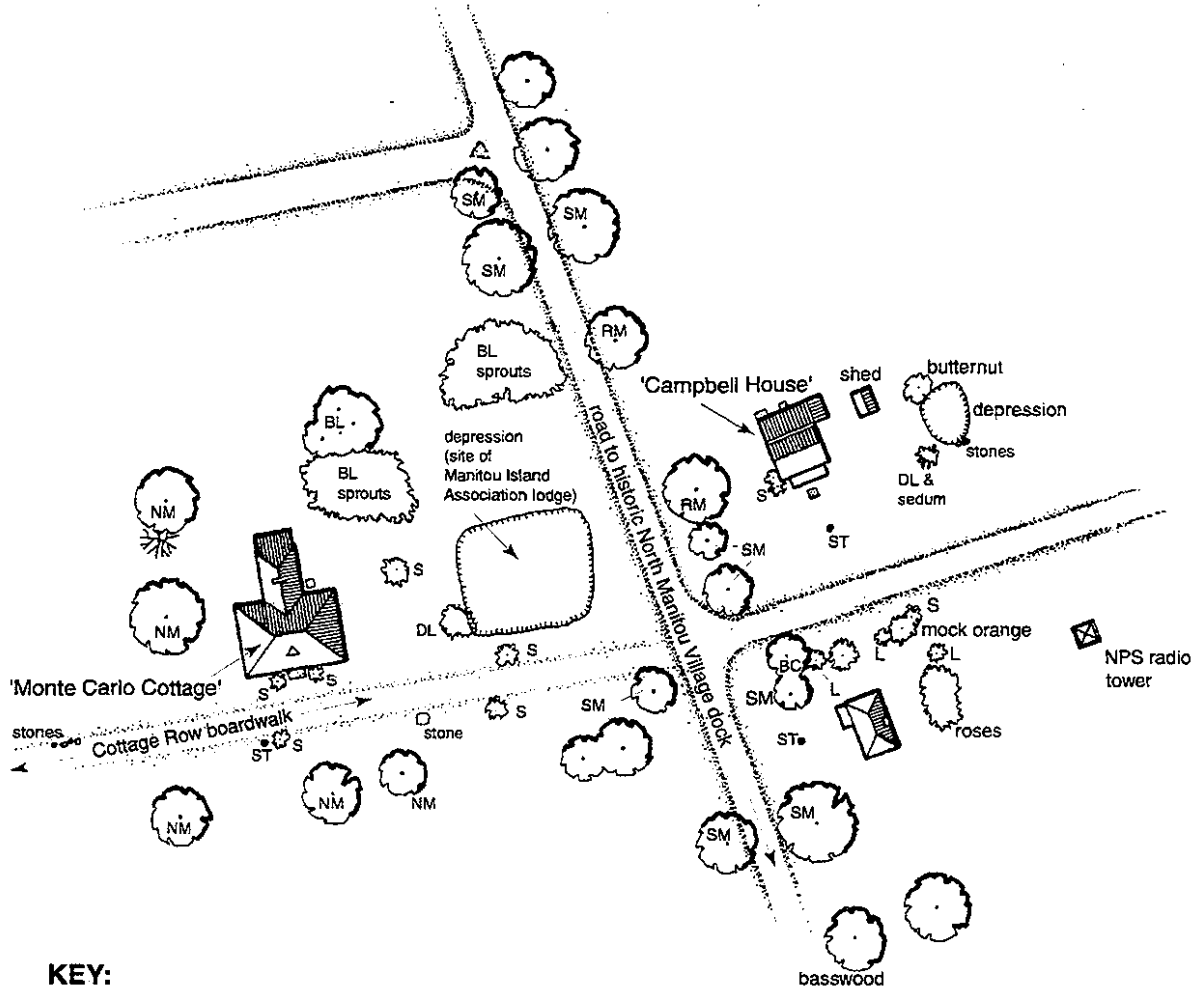 SM
SM
SM
RM
BL
sprouts
'Campbell House'
shed
butternut
depression
stones
DL &
sedum
BL
BL
sprouts
depression
(site of
Manitou Island
Association lodge)
road to historic North Manitou Village dock
NM
RM
S
ST
SM
S
NM
DL
S
S
mock orange
L
L
NPS radio
tower
BC
L
SM
'Monte Carlo Cottage'
S
S
SM
S
roses
stones
Cottage Row boardwalk
stone
ST
S
ST
NM
NM
NM
SM
SM
basswood
KEY: